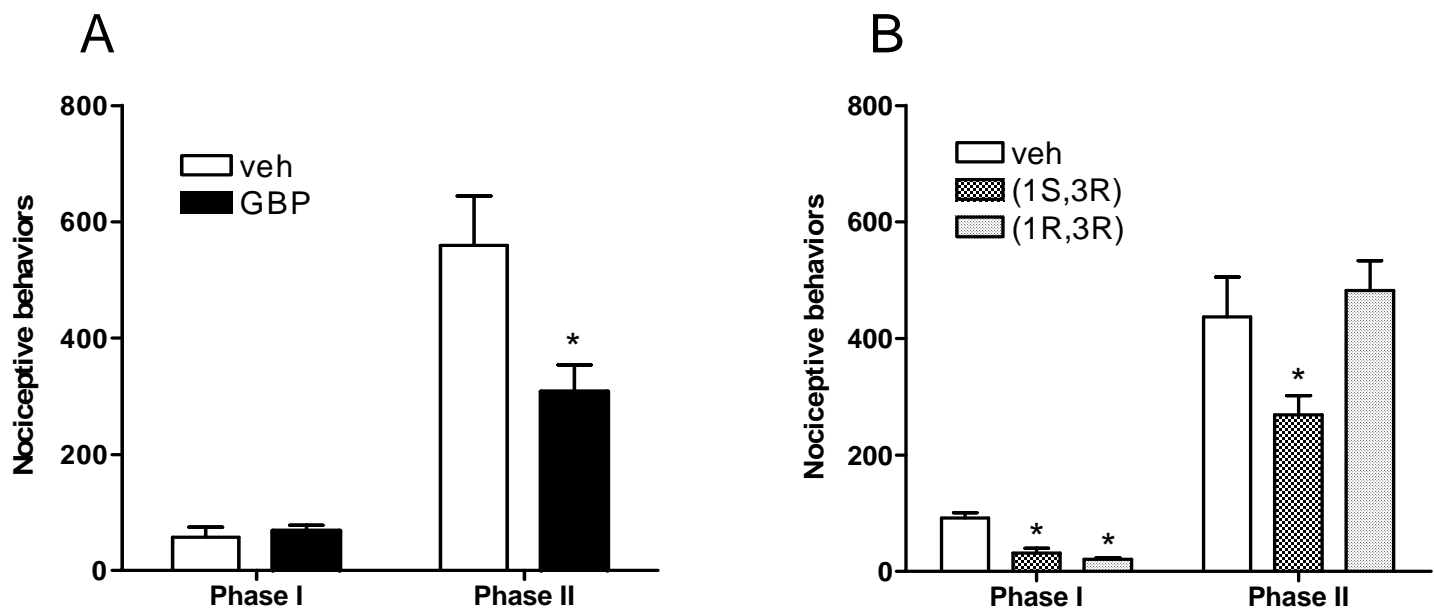 A
800
600
400
200
0
Nociceptive behaviors
veh
GBP
*
Phase I
Phase II
B
800
600
400
200
0
Nociceptive behaviors
veh
(1S,3R)
(1R,3R)
*
*
*
Phase I
Phase II